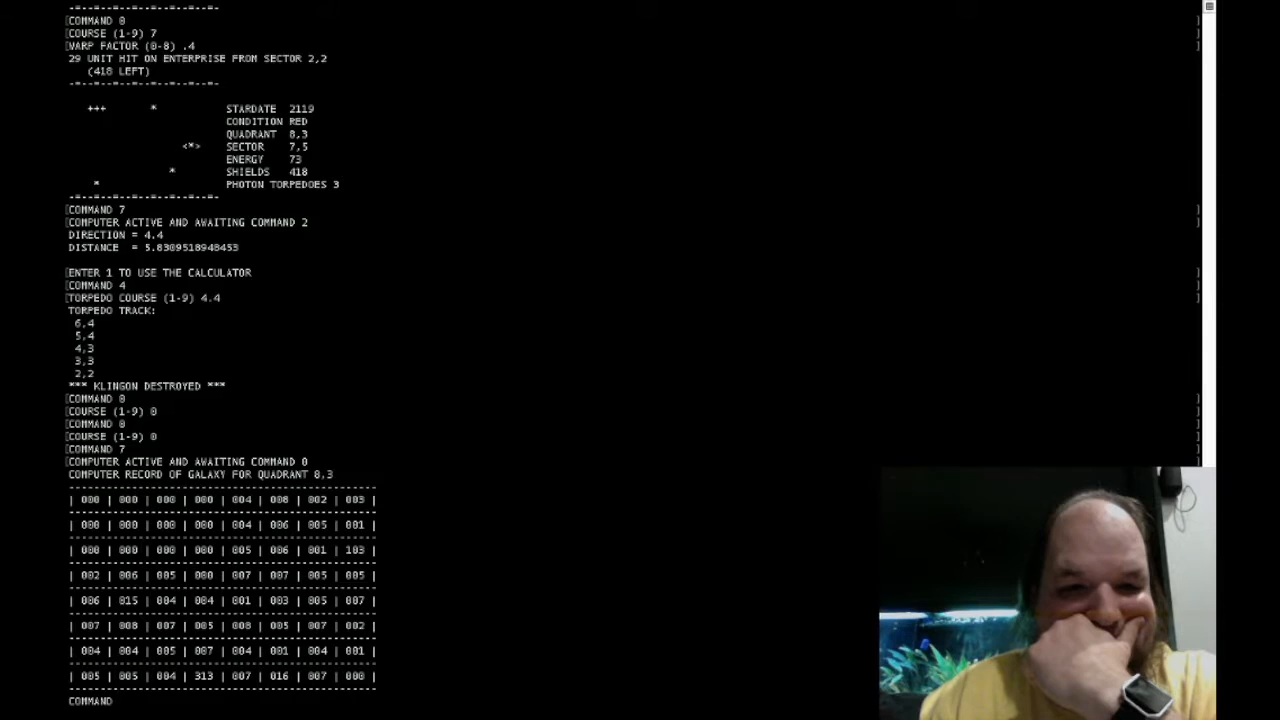 -=--=--=--=--=--=--=--=-
COMMAND 0
COURSE (1-9) 7
WARP FACTOR (0-8) .4
29 UNIT HIT ON ENTERPRISE FROM SECTOR 2,2
(418 LEFT)
-=--=--=--=--=--=--=--=-
+++ * STARDATE 2119
CONDITION RED
QUADRANT 8,3
<*> SECTOR 7,5
ENERGY 73
* SHIELDS 418
* PHOTON TORPEDOES 3
-=--=--=--=--=--=--=--=-
COMMAND 7
COMPUTER ACTIVE AND AWAITING COMMAND 2
DIRECTION = 4.4
DISTANCE = 5.8309518948453
ENTER 1 TO USE THE CALCULATOR
COMMAND 4
TORPEDO COURSE (1-9) 4.4
TORPEDO TRACK:
6,4
5,4
4,3
3,3
2,2
*** KLINGON DESTROYED ***
COMMAND 0
COURSE (1-9) 0
COMMAND 0
COURSE (1-9) 0
COMMAND 7
COMPUTER ACTIVE AND AWAITING COMMAND 0
COMPUTER RECORD OF GALAXY FOR QUADRANT 8,3
| 000 | 000 | 000 | 000 | 004 | 008 | 002 | 003 |
| 000 | 000 | 000 | 000 | 004 | 006 | 005 | 001 |
| 000 | 000 | 000 | 000 | 005 | 006 | 001 | 103 |
| 002 | 006 | 005 | 000 | 007 | 007 | 005 | 005 |
| 006 | 015 | 004 | 004 | 001 | 003 | 005 | 007 |
| 007 | 008 | 007 | 005 | 008 | 005 | 007 | 002 |
| 004 | 004 | 005 | 007 | 004 | 001 | 004 | 001 |
| 005 | 005 | 004 | 313 | 007 | 016 | 007 | 000 |
COMMAND